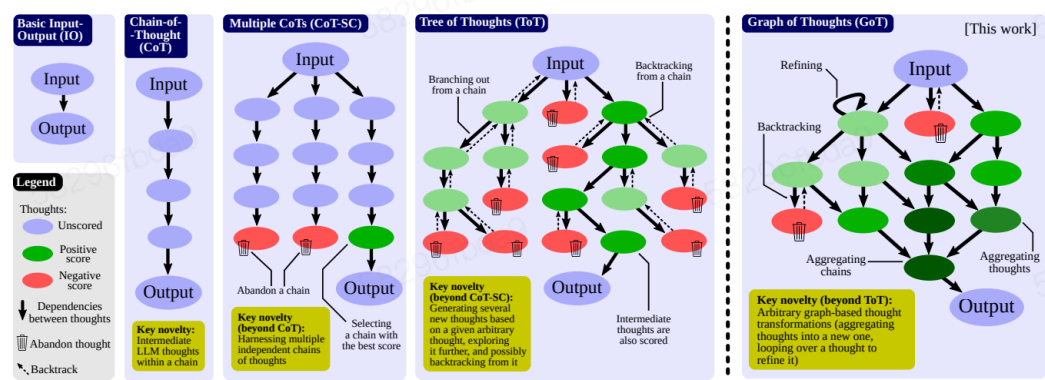 Basic Input-
Output (IO)
Input
Output
Legend
Thoughts:
Unscored
Positive
score
Negative
score
Dependencies
between thoughts
Abandon thought
Backtrack
Chain-of-
-Thought
(CoT)
Input
Output
Key novelty:
Intermediate
LLM thoughts
within a chain
Multiple CoTs (CoT-SC)
Input
Abandon a chain
Output
Selecting
a chain with
the best score
Key novelty
(beyond CoT):
Harnessing multiple
independent chains
of thoughts
Tree of Thoughts (ToT)
Input
Branching out
from a chain
Backtracking
from a chain
Output
Intermediate
thoughts are
also scored
Key novelty
(beyond CoT-SC):
Generating several
new thoughts based
on a given arbitrary
thought, exploring
it further, and possibly
backtracking from it
Graph of Thoughts (GoT)
[This work]
Refining
Input
Backtracking
Aggregating
chains
Aggregating
thoughts
Output
Key novelty (beyond ToT):
Arbitrary graph-based thought
transformations (aggregating
thoughts into a new one,
looping over a thought to
refine it)